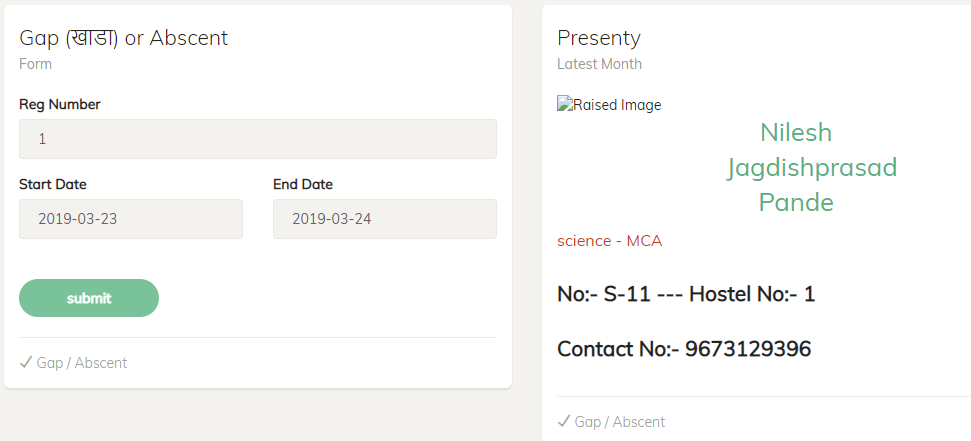 Gap (खाडा) or Abscent
Form
Reg Number
1
Start Date
End Date
2019-03-23
2019-03-24
submit
Gap / Abscent
Presenty
Latest Month
Raised Image
Nilesh
Jagdishprasad
Pande
science - MCA
No:- S-11 --- Hostel No:- 1
Contact No:- 9673129396
Gap / Abscent